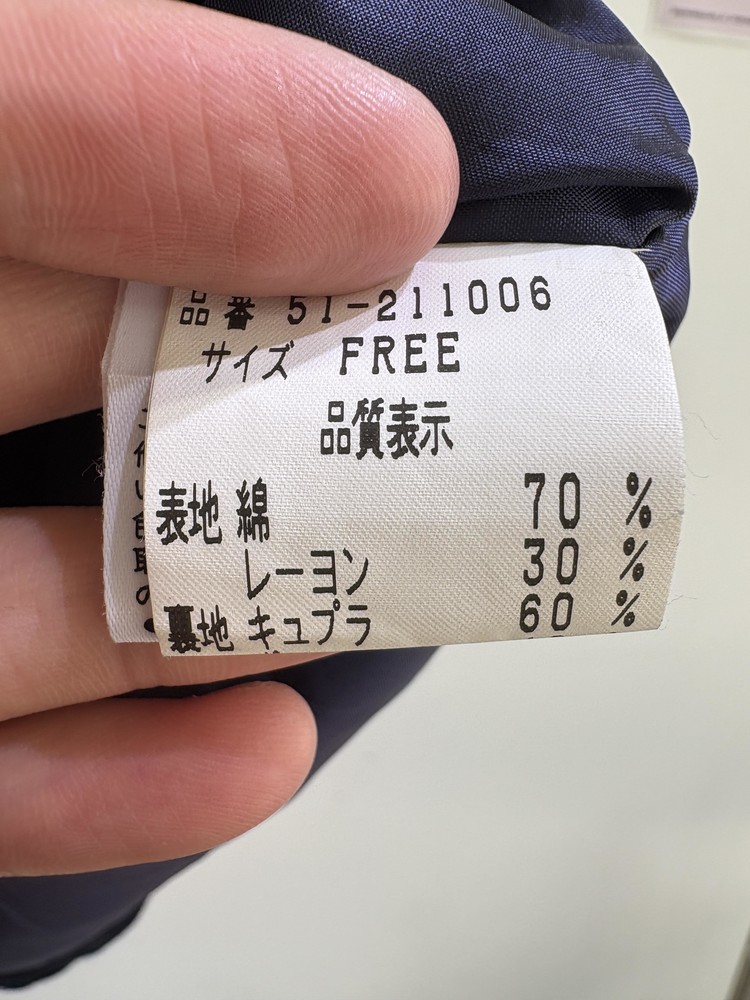 品番 51-211006
サイズ FREE
品質表示
表地 綿 70 %
レーヨン 30 %
裏地 キュプラ 60 %